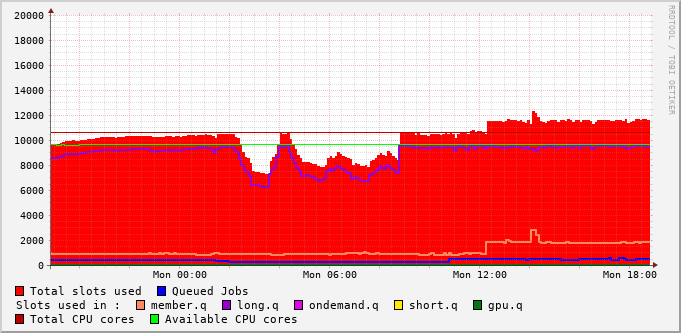 20000
18000
16000
14000
12000
10000
8000
6000
4000
2000
0
Mon 00:00 Mon 06:00 Mon 12:00 Mon 18:00
RRDTOOL / TOBI OETIKER
Total slots used Queued Jobs
Slots used in : member.q long.q ondemand.q short.q gpu.q
Total CPU cores Available CPU cores